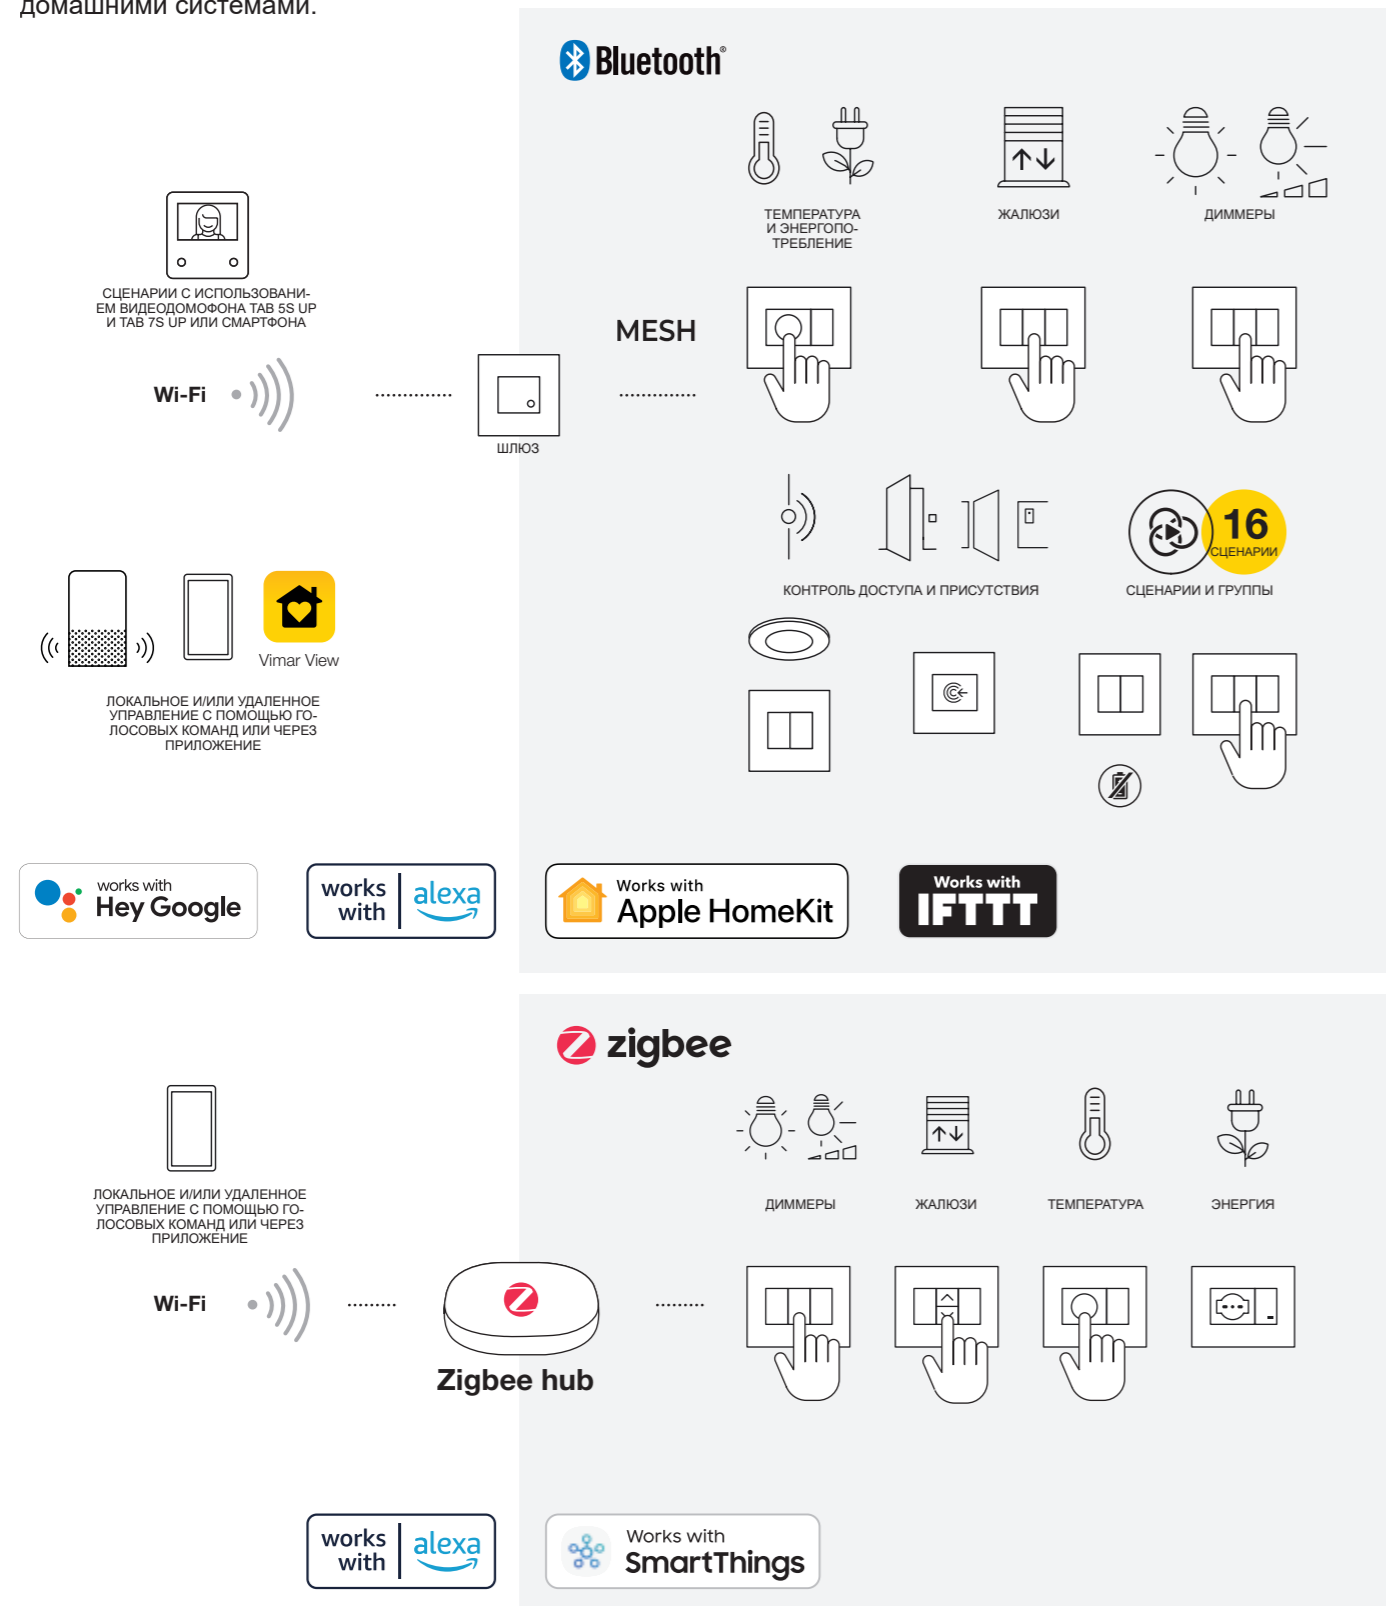 домашними системами.
Bluetooth®
ТЕМПЕРАТУРА
И ЭНЕРГОПО-
ТРЕБЛЕНИЕ
ЖАЛЮЗИ
ДИММЕРЫ
СЦЕНАРИИ С ИСПОЛЬЗОВАНИ-
ЕМ ВИДЕОДОМОФОНА TAB 5S UP
И TAB 7S UP ИЛИ СМАРТФОНА
MESH
Wi-Fi
ШЛЮЗ
16
СЦЕНАРИИ
КОНТРОЛЬ ДОСТУПА И ПРИСУТСТВИЯ
СЦЕНАРИИ И ГРУППЫ
Vimar View
ЛОКАЛЬНОЕ И/ИЛИ УДАЛЕННОЕ
УПРАВЛЕНИЕ С ПОМОЩЬЮ ГО-
ЛОСОВЫХ КОМАНД ИЛИ ЧЕРЕЗ
ПРИЛОЖЕНИЕ
works with
Hey Google
works
with
alexa
Works with
Apple HomeKit
Works with
IFTTT
zigbee
ДИММЕРЫ
ЖАЛЮЗИ
ТЕМПЕРАТУРА
ЭНЕРГИЯ
ЛОКАЛЬНОЕ И/ИЛИ УДАЛЕННОЕ
УПРАВЛЕНИЕ С ПОМОЩЬЮ ГО-
ЛОСОВЫХ КОМАНД ИЛИ ЧЕРЕЗ
ПРИЛОЖЕНИЕ
Wi-Fi
Zigbee hub
works
with
alexa
Works with
SmartThings